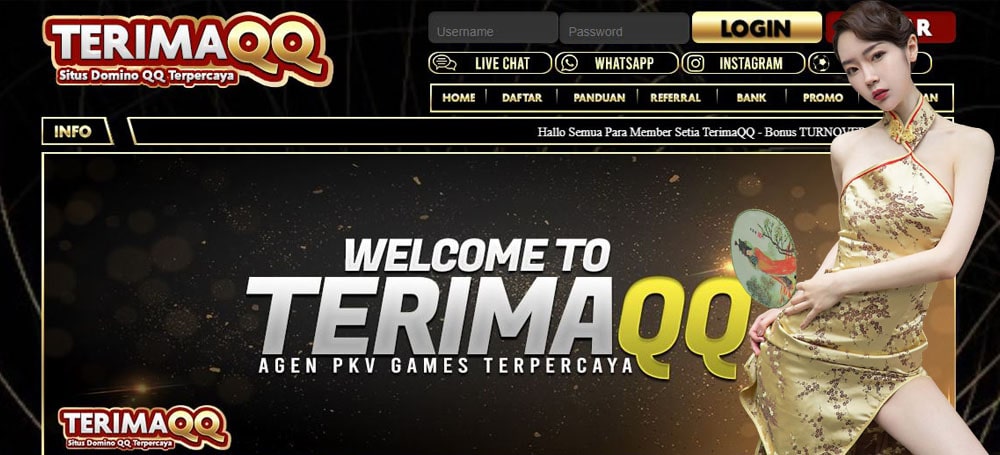 TERIMAQQ
Situs Domino QQ Terpercaya
Username
Password
LOGIN
LIVE CHAT
WHATSAPP
INSTAGRAM
HOME
DAFTAR
PANDUAN
REFERRAL
BANK
PROMO
INFO
Hallo Semua Para Member Setia TerimaQQ - Bonus TURNOVER
WELCOME TO
TERIMAQQ
AGEN PKV GAMES TERPERCAYA
TERIMAQQ
Situs Domino QQ Terpercaya